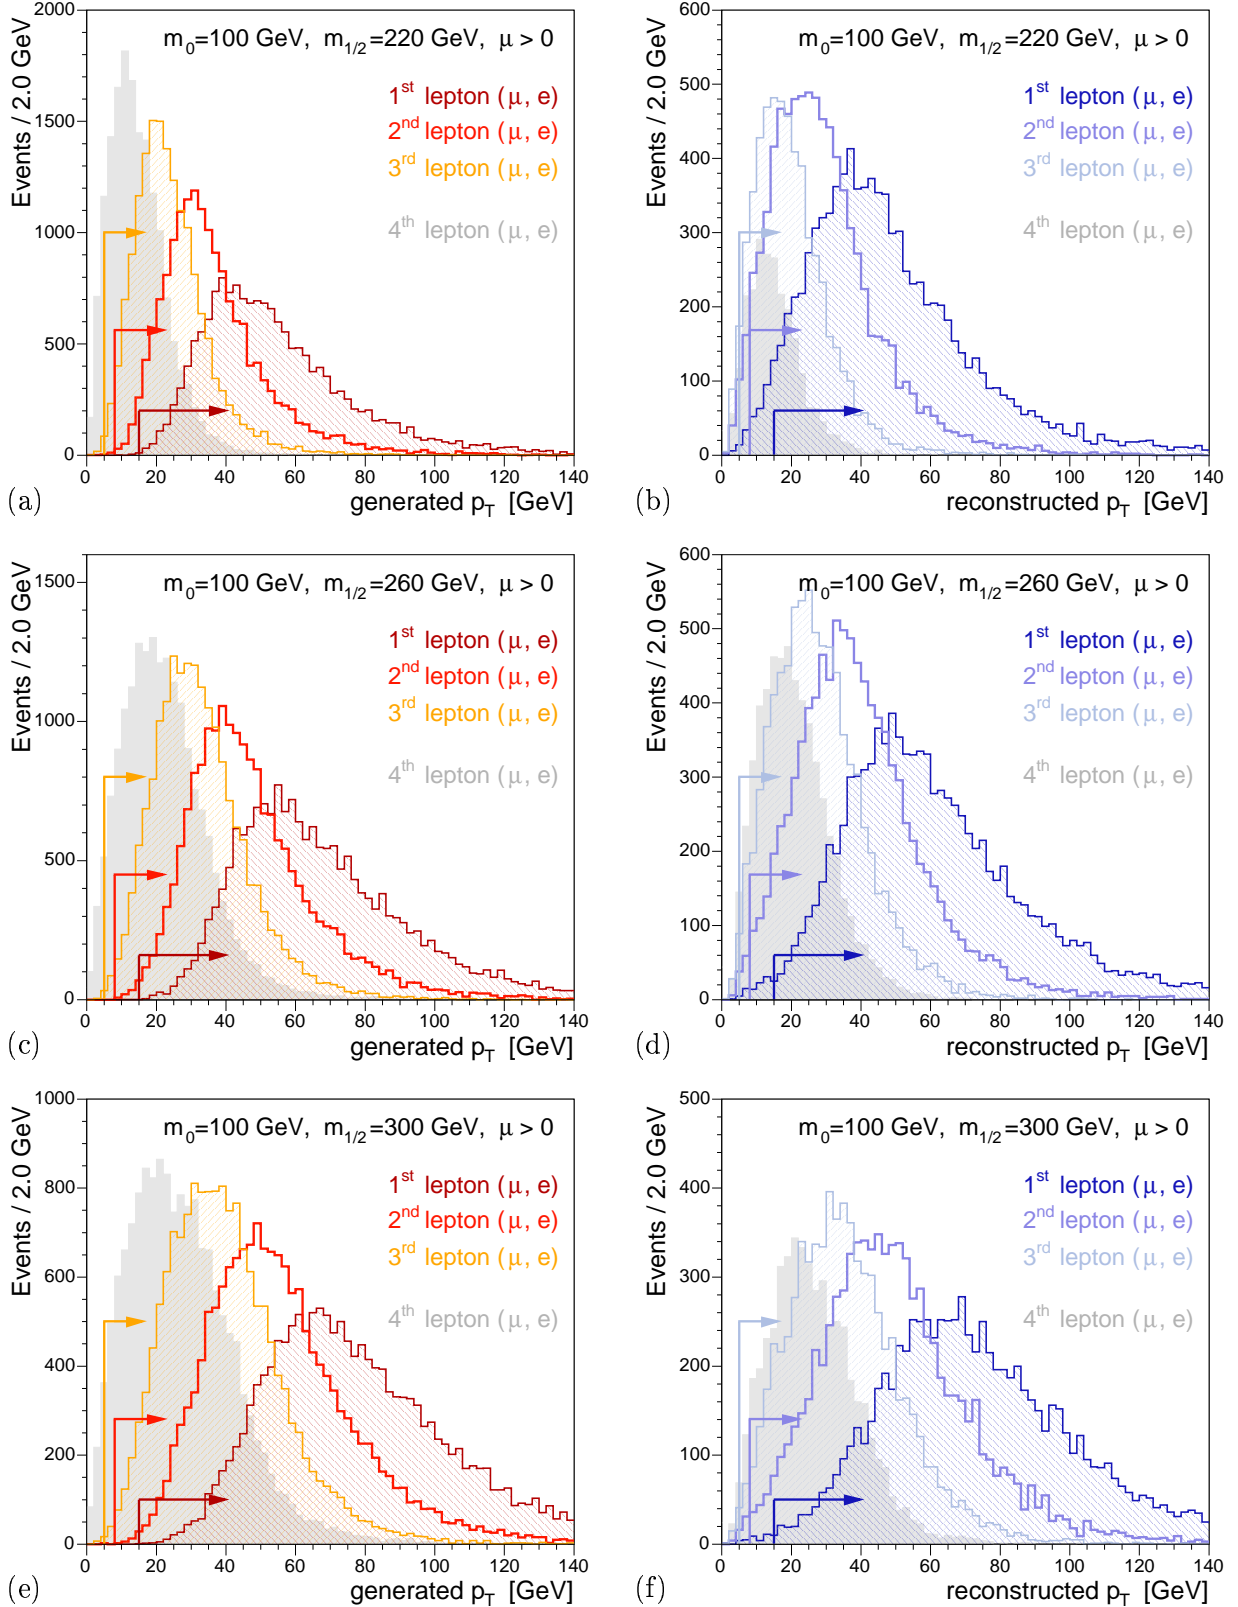 m0=100 GeV, m1/2=220 GeV, μ > 0
1st lepton (μ, e)
2nd lepton (μ, e)
3rd lepton (μ, e)
4th lepton (μ, e)
Events / 2.0 GeV
2000
1500
1000
500
0
0 20 40 60 80 100 120 140
generated pT [GeV]
(a)
m0=100 GeV, m1/2=220 GeV, μ > 0
1st lepton (μ, e)
2nd lepton (μ, e)
3rd lepton (μ, e)
4th lepton (μ, e)
Events / 2.0 GeV
600
500
400
300
200
100
0
0 20 40 60 80 100 120 140
reconstructed pT [GeV]
(b)
m0=100 GeV, m1/2=260 GeV, μ > 0
1st lepton (μ, e)
2nd lepton (μ, e)
3rd lepton (μ, e)
4th lepton (μ, e)
Events / 2.0 GeV
1500
1000
500
0
0 20 40 60 80 100 120 140
generated pT [GeV]
(c)
m0=100 GeV, m1/2=260 GeV, μ > 0
1st lepton (μ, e)
2nd lepton (μ, e)
3rd lepton (μ, e)
4th lepton (μ, e)
Events / 2.0 GeV
600
500
400
300
200
100
0
0 20 40 60 80 100 120 140
reconstructed pT [GeV]
(d)
m0=100 GeV, m1/2=300 GeV, μ > 0
1st lepton (μ, e)
2nd lepton (μ, e)
3rd lepton (μ, e)
4th lepton (μ, e)
Events / 2.0 GeV
1000
800
600
400
200
0
0 20 40 60 80 100 120 140
generated pT [GeV]
(e)
m0=100 GeV, m1/2=300 GeV, μ > 0
1st lepton (μ, e)
2nd lepton (μ, e)
3rd lepton (μ, e)
4th lepton (μ, e)
Events / 2.0 GeV
500
400
300
200
100
0
0 20 40 60 80 100 120 140
reconstructed pT [GeV]
(f)